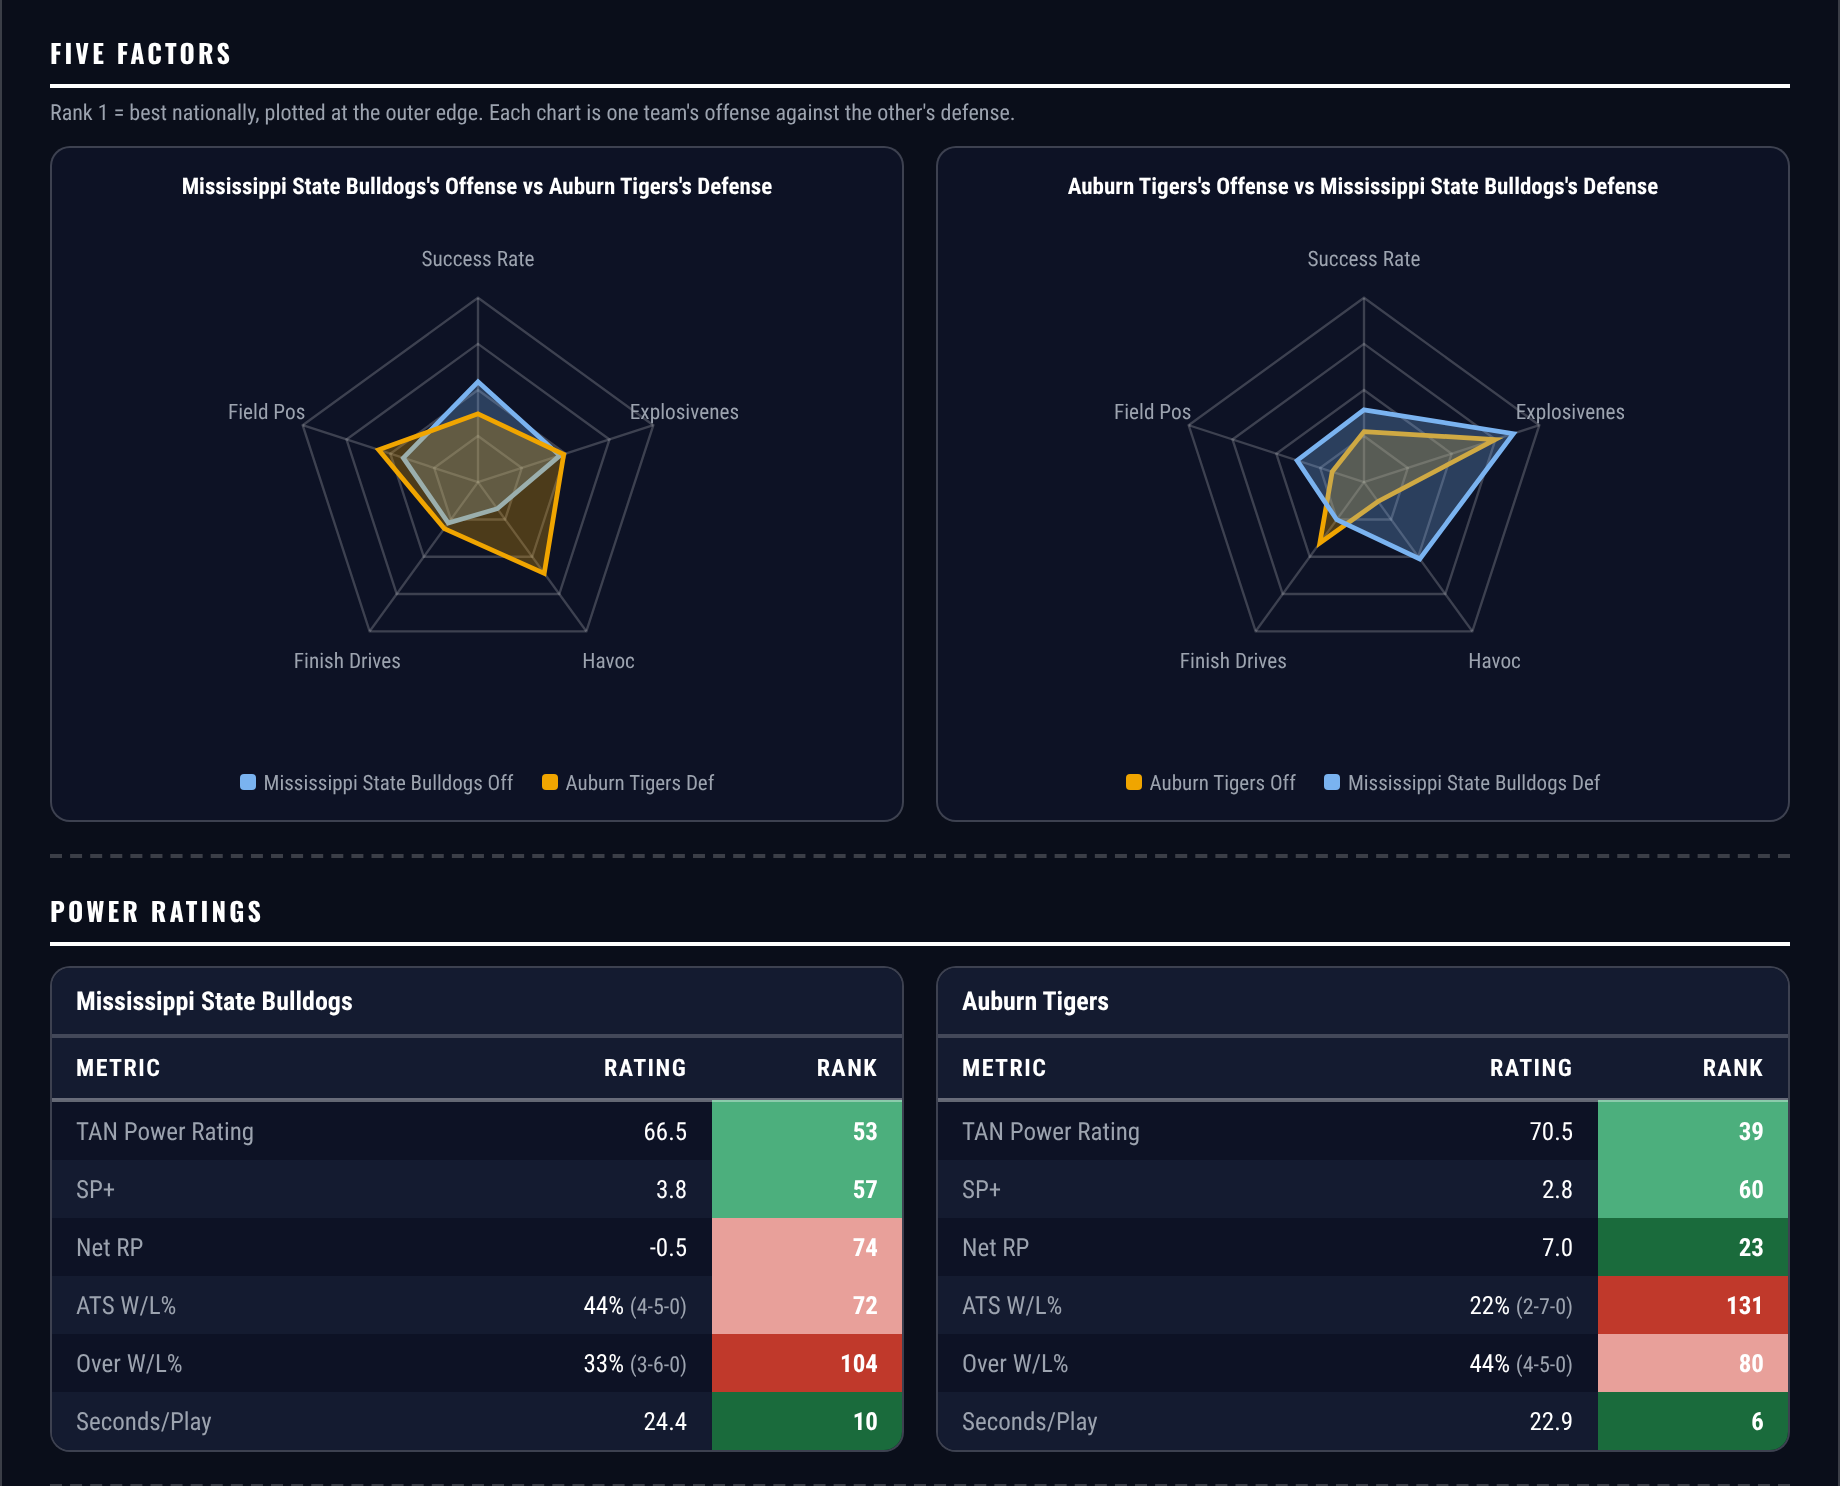 FIVE FACTORS
Rank 1 = best nationally, plotted at the outer edge. Each chart is one team's offense against the other's defense.
Mississippi State Bulldogs's Offense vs Auburn Tigers's Defense
Success Rate
Field Pos
Explosivenes
Finish Drives
Havoc
Mississippi State Bulldogs Off
Auburn Tigers Def
Auburn Tigers's Offense vs Mississippi State Bulldogs's Defense
Success Rate
Field Pos
Explosivenes
Finish Drives
Havoc
Auburn Tigers Off
Mississippi State Bulldogs Def
POWER RATINGS
Mississippi State Bulldogs
METRIC RATING RANK
TAN Power Rating 66.5 53
SP+ 3.8 57
Net RP -0.5 74
ATS W/L% 44% (4-5-0) 72
Over W/L% 33% (3-6-0) 104
Seconds/Play 24.4 10
Auburn Tigers
METRIC RATING RANK
TAN Power Rating 70.5 39
SP+ 2.8 60
Net RP 7.0 23
ATS W/L% 22% (2-7-0) 131
Over W/L% 44% (4-5-0) 80
Seconds/Play 22.9 6